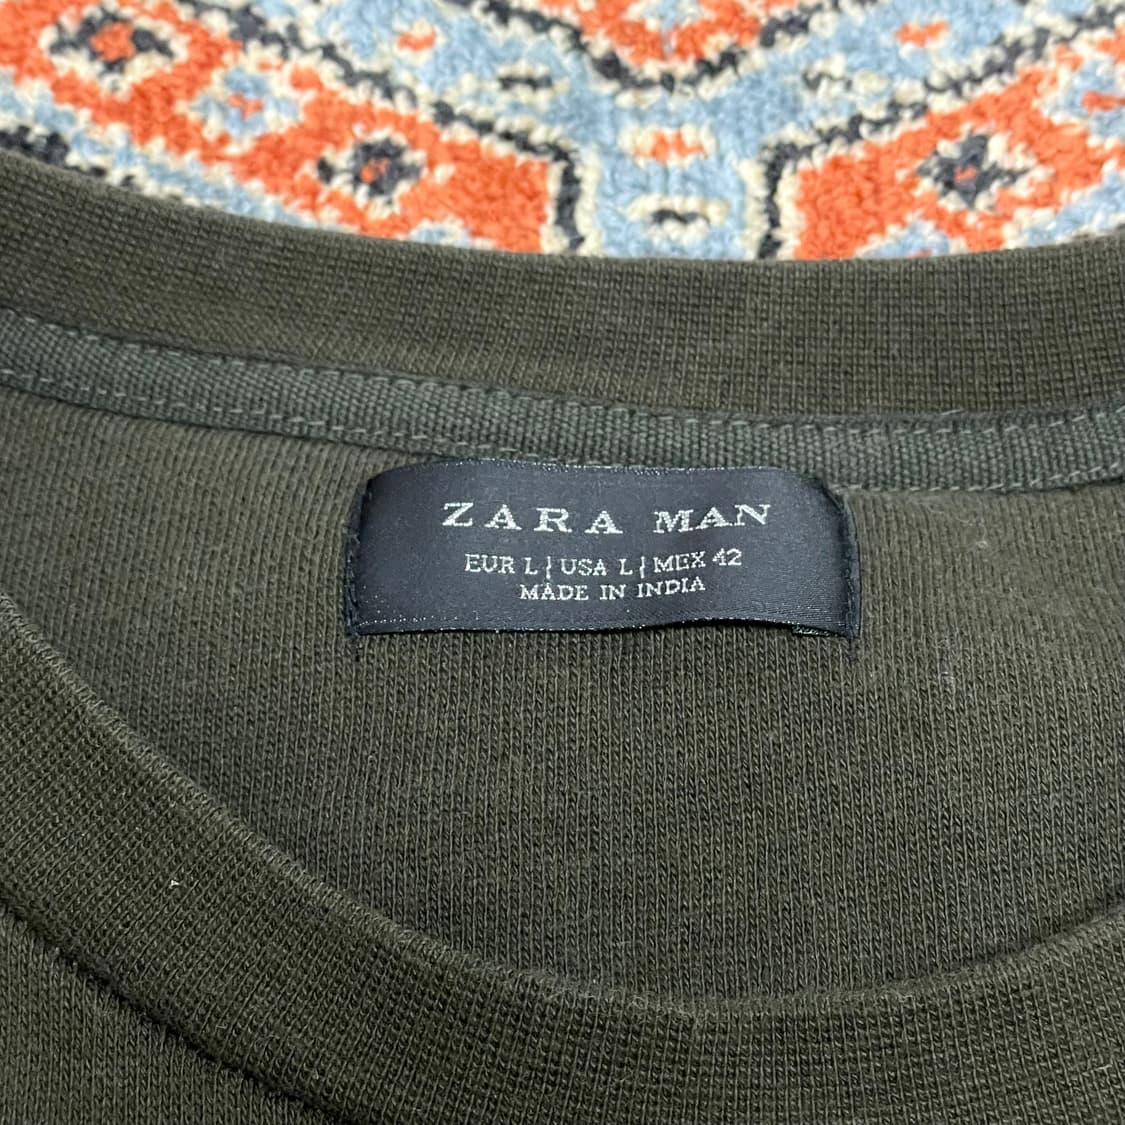 ZARA MAN
EUR L | USA L | MEX 42
MADE IN INDIA